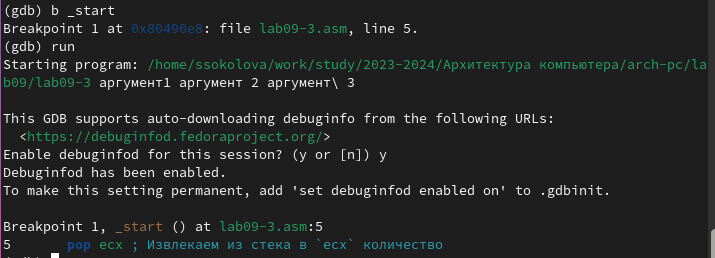 (gdb) b _start
Breakpoint 1 at 0x80490e8: file lab09-3.asm, line 5.
(gdb) run
Starting program: /home/ssokolova/work/study/2023-2024/Архитектура компьютера/arch-pc/la
b09/lab09-3 аргумент1 аргумент 2 аргумент\ 3
This GDB supports auto-downloading debuginfo from the following URLs:
<https://debuginfod.fedoraproject.org/>
Enable debuginfod for this session? (y or [n]) y
Debuginfod has been enabled.
To make this setting permanent, add 'set debuginfod enabled on' to .gdbinit.
Breakpoint 1, _start () at lab09-3.asm:5
5 pop ecx ; Извлекаем из стека в `ecx` количество